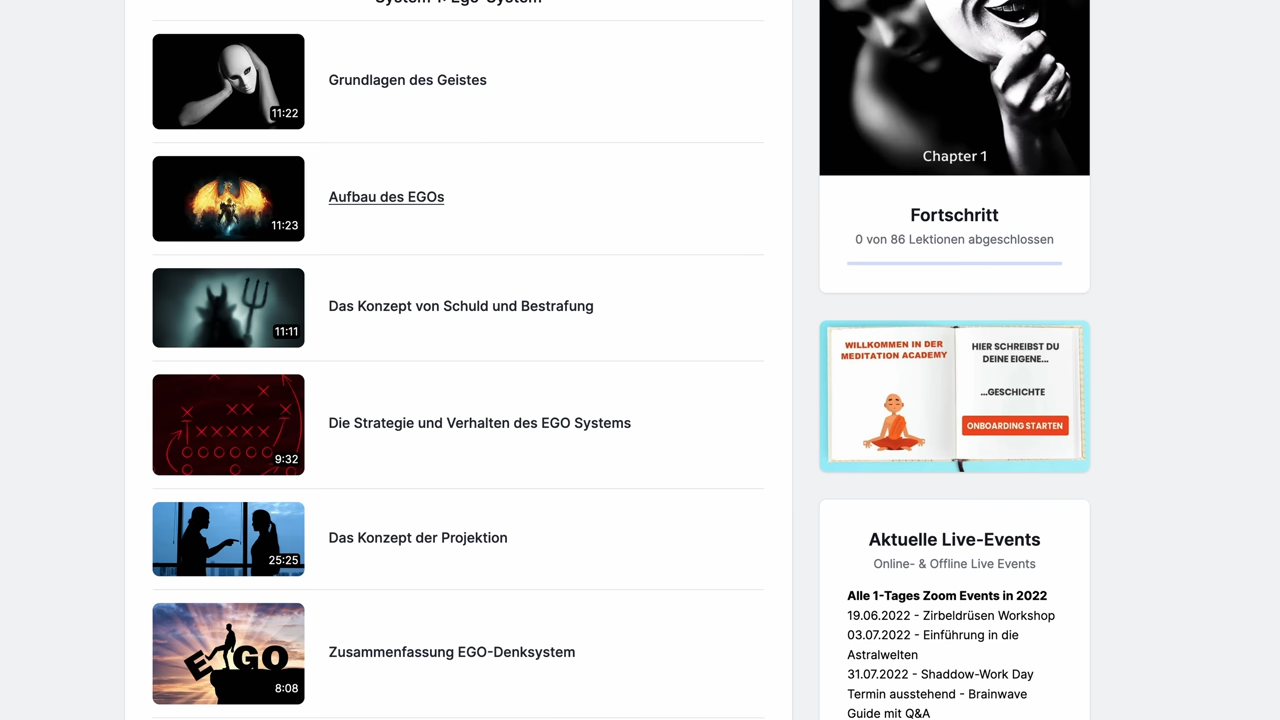 System 1: Ego-System
11:22
Grundlagen des Geistes
11:23
Aufbau des EGOs
11:11
Das Konzept von Schuld und Bestrafung
9:32
Die Strategie und Verhalten des EGO Systems
25:25
Das Konzept der Projektion
EGO
8:08
Zusammenfassung EGO-Denksystem
Chapter 1
Fortschritt
0 von 86 Lektionen abgeschlossen
WILLKOMMEN IN DER
MEDITATION ACADEMY
HIER SCHREIBST DU
DEINE EIGENE...
...GESCHICHTE
ONBOARDING STARTEN
Aktuelle Live-Events
Online- & Offline Live Events
Alle 1-Tages Zoom Events in 2022
19.06.2022 - Zirbeldrüsen Workshop
03.07.2022 - Einführung in die
Astralwelten
31.07.2022 - Shaddow-Work Day
Termin ausstehend - Brainwave
Guide mit Q&A